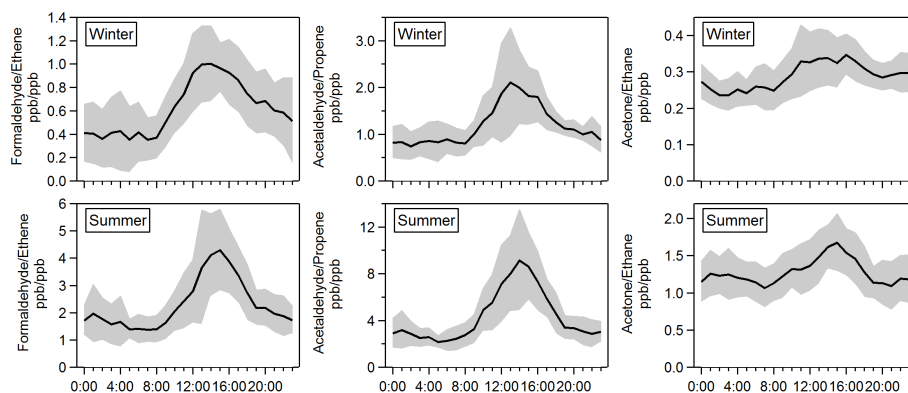 Formaldehyde/Ethene
ppb/ppb
1.4
1.2
1.0
0.8
0.6
0.4
0.2
0.0
Winter
Acetaldehyde/Propene
ppb/ppb
3.0
2.0
1.0
0.0
Winter
Acetone/Ethane
ppb/ppb
0.4
0.3
0.2
0.1
0.0
Winter
Formaldehyde/Ethene
ppb/ppb
6
5
4
3
2
1
0
Summer
0:00 4:00 8:00 12:00 16:00 20:00
Acetaldehyde/Propene
ppb/ppb
12
8
4
0
Summer
0:00 4:00 8:00 12:00 16:00 20:00
Acetone/Ethane
ppb/ppb
2.0
1.5
1.0
0.5
0.0
Summer
0:00 4:00 8:00 12:00 16:00 20:00